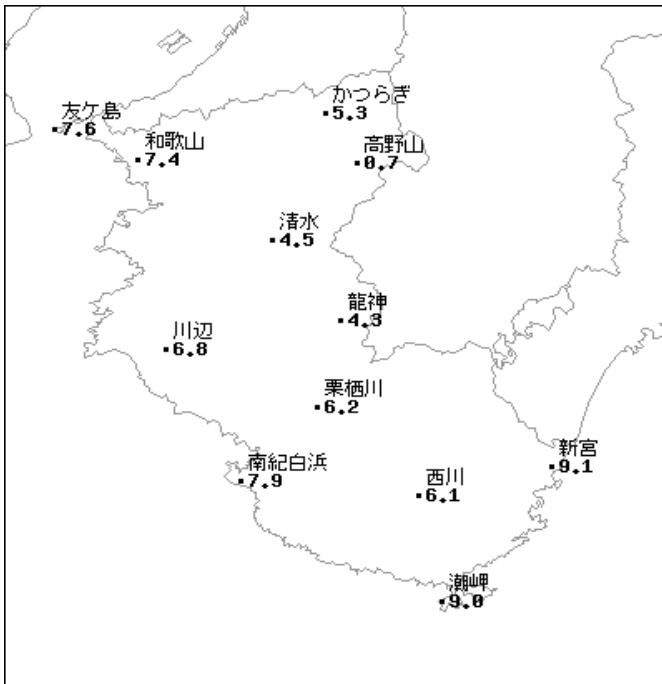 かつらぎ
5.3
友ケ島
7.6
和歌山
7.4
高野山
0.7
清水
4.5
龍神
4.3
川辺
6.8
栗栖川
6.2
新宮
9.1
南紀白浜
7.9
西川
6.1
潮岬
9.0